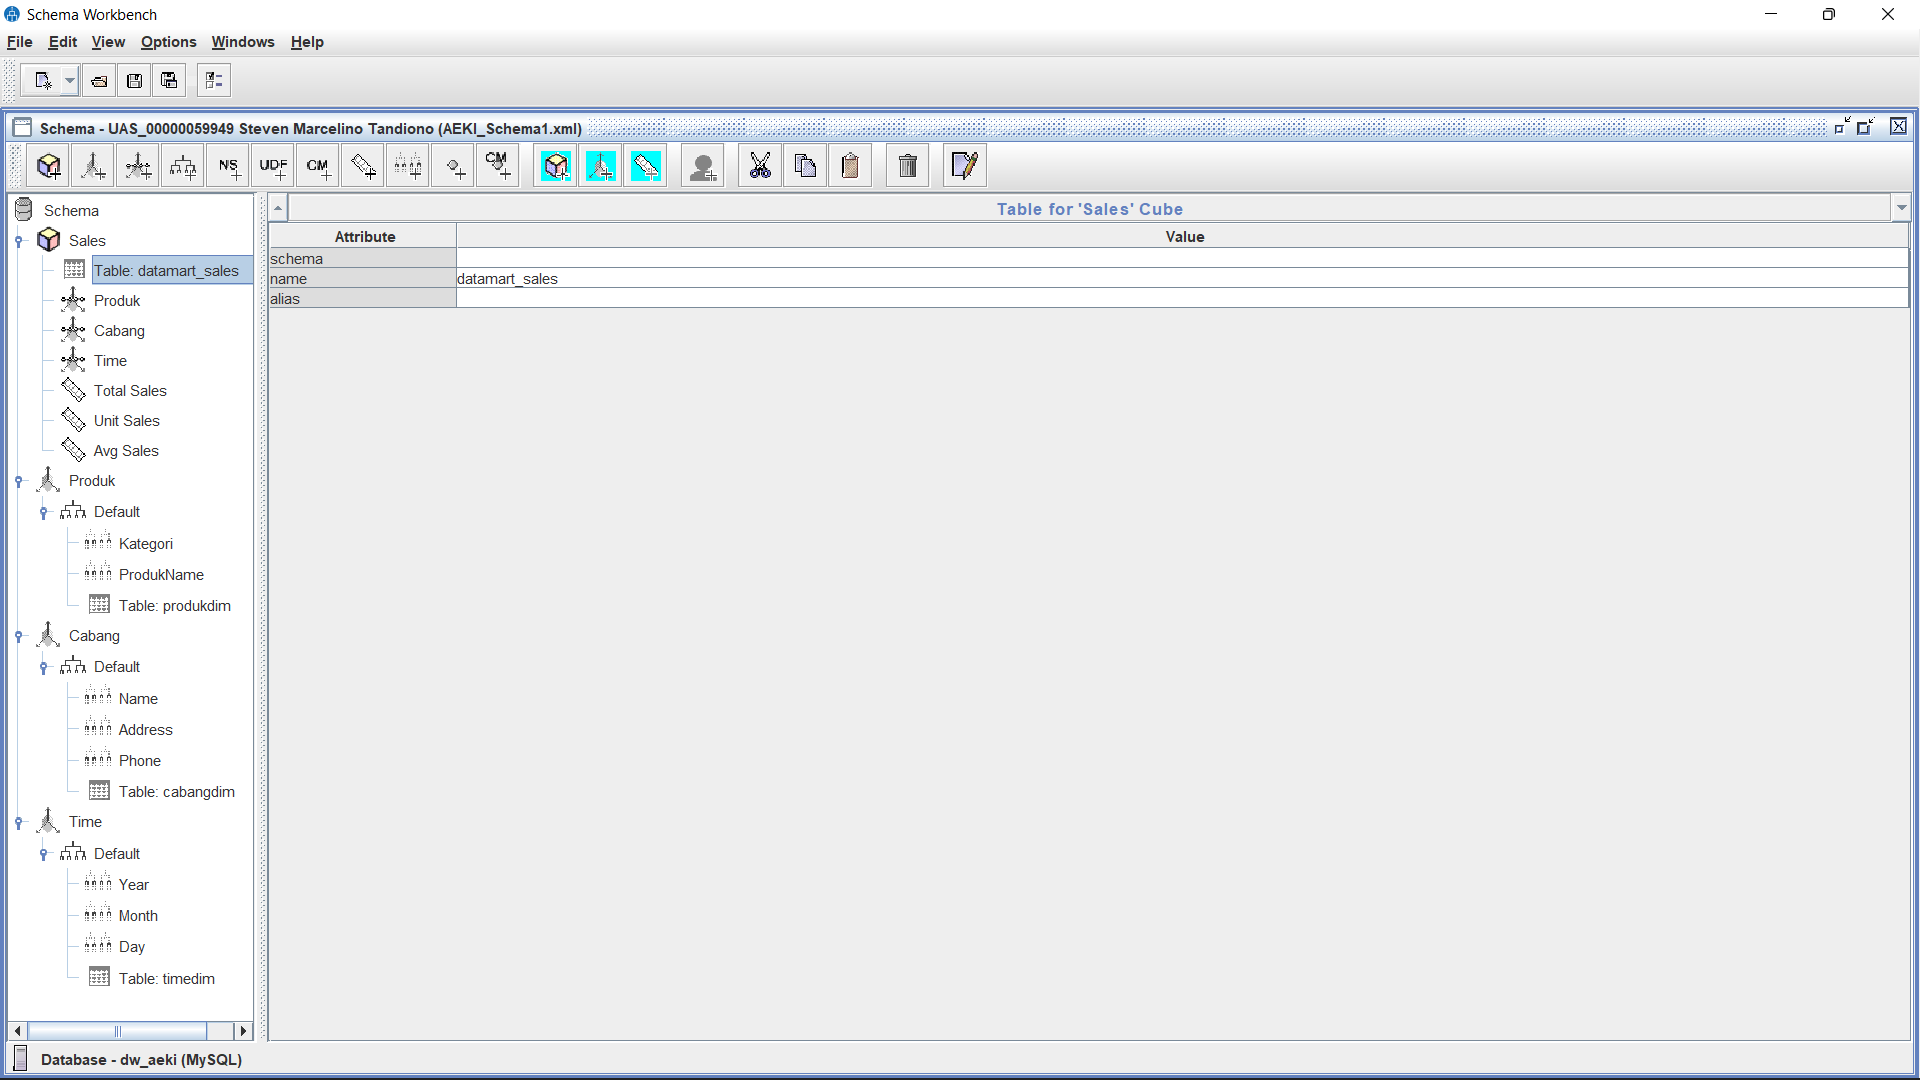 Schema Workbench
File Edit View Options Windows Help
Schema - UAS_00000059949 Steven Marcelino Tandiono (AEKI_Schema1.xml)
NS UDF CM CM
Schema
Sales
Table: datamart_sales
Produk
Cabang
Time
Total Sales
Unit Sales
Avg Sales
Produk
Default
Kategori
ProdukName
Table: produkdim
Cabang
Default
Name
Address
Phone
Table: cabangdim
Time
Default
Year
Month
Day
Table: timedim
Table for 'Sales' Cube
Attribute Value
schema
name datamart_sales
alias
Database - dw_aeki (MySQL)